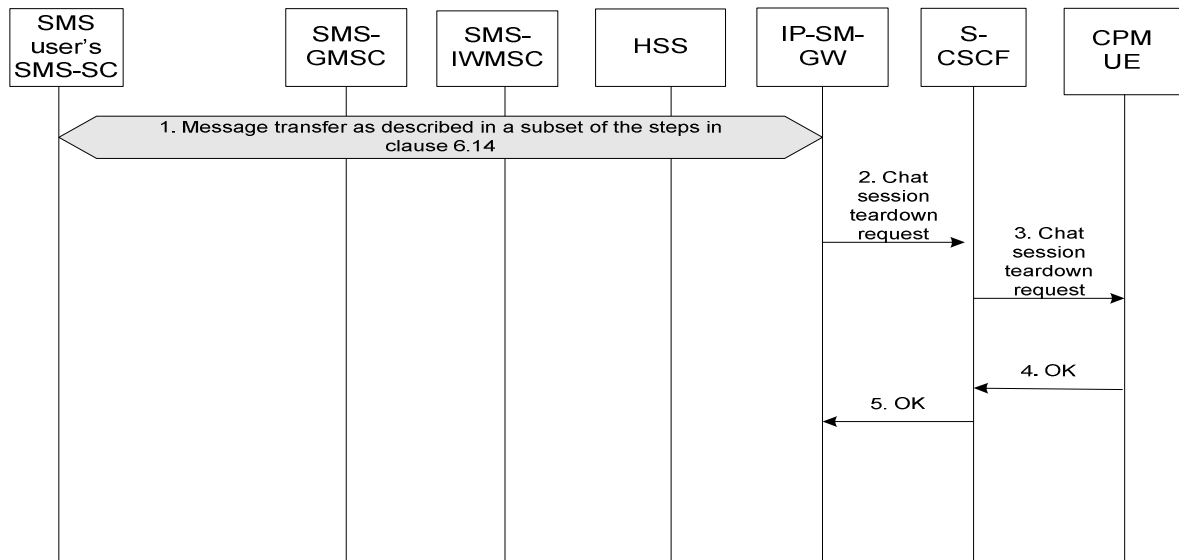 SMS
user's
SMS-SC
SMS-
GMSC
SMS-
IWMSC
HSS
IP-SM-
GW
S-
CSCF
CPM
UE
1. Message transfer as described in a subset of the steps in
clause 6.14
2. Chat
session
teardown
request
3. Chat
session
teardown
request
4. OK
5. OK